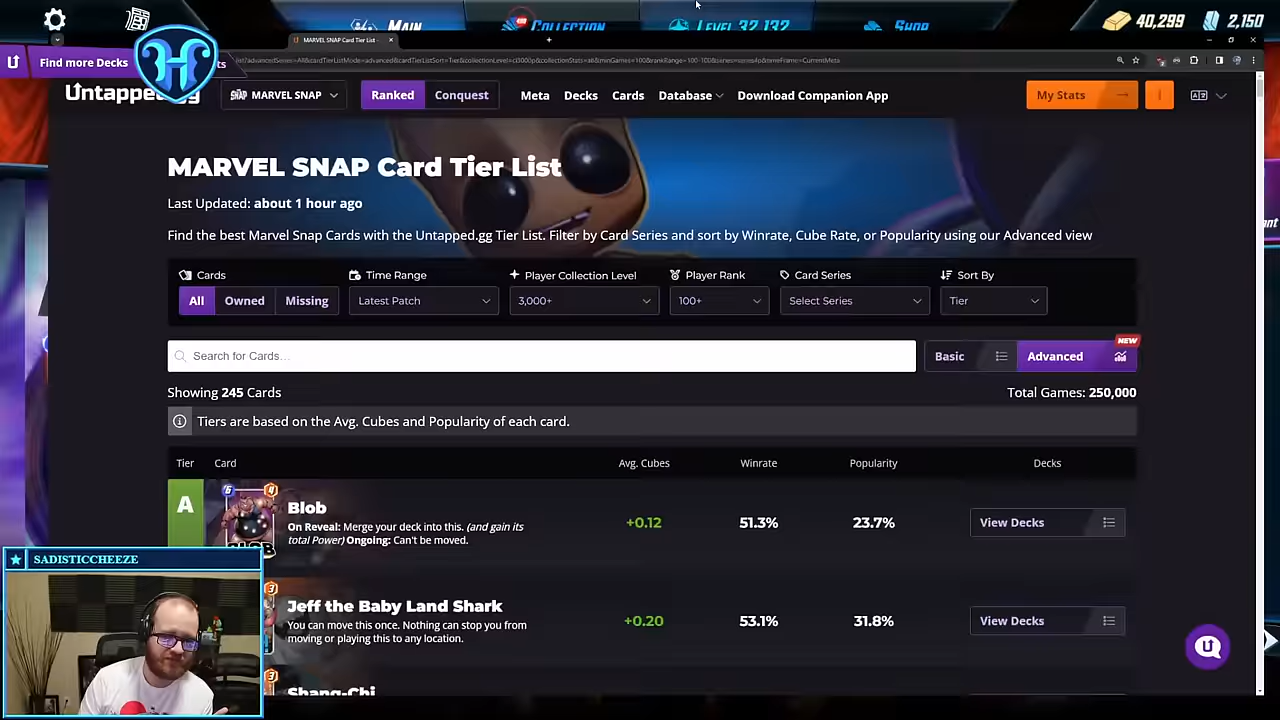 MAIN
COLLECTION
LEVEL 32,132
SHOP
40,299
2,150
MARVEL SNAP Card Tier List
Find more Decks
Untapped.gg
MARVEL SNAP
Ranked
Conquest
Meta
Decks
Cards
Database
Download Companion App
My Stats
MARVEL SNAP Card Tier List
Last Updated: about 1 hour ago
Find the best Marvel Snap Cards with the Untapped.gg Tier List. Filter by Card Series and sort by Winrate, Cube Rate, or Popularity using our Advanced view
Cards
Time Range
Player Collection Level
Player Rank
Card Series
Sort By
All
Owned
Missing
Latest Patch
3,000+
100+
Select Series
Tier
Search for Cards...
Basic
Advanced
NEW
Showing 245 Cards
Total Games: 250,000
Tiers are based on the Avg. Cubes and Popularity of each card.
Tier
Card
Avg. Cubes
Winrate
Popularity
Decks
A
Blob
On Reveal: Merge your deck into this. (and gain its
total Power) Ongoing: Can't be moved.
+0.12
51.3%
23.7%
View Decks
Jeff the Baby Land Shark
You can move this once. Nothing can stop you from
moving or playing this to any location.
+0.20
53.1%
31.8%
View Decks
Shang-Chi
SADISTICCHEEZE